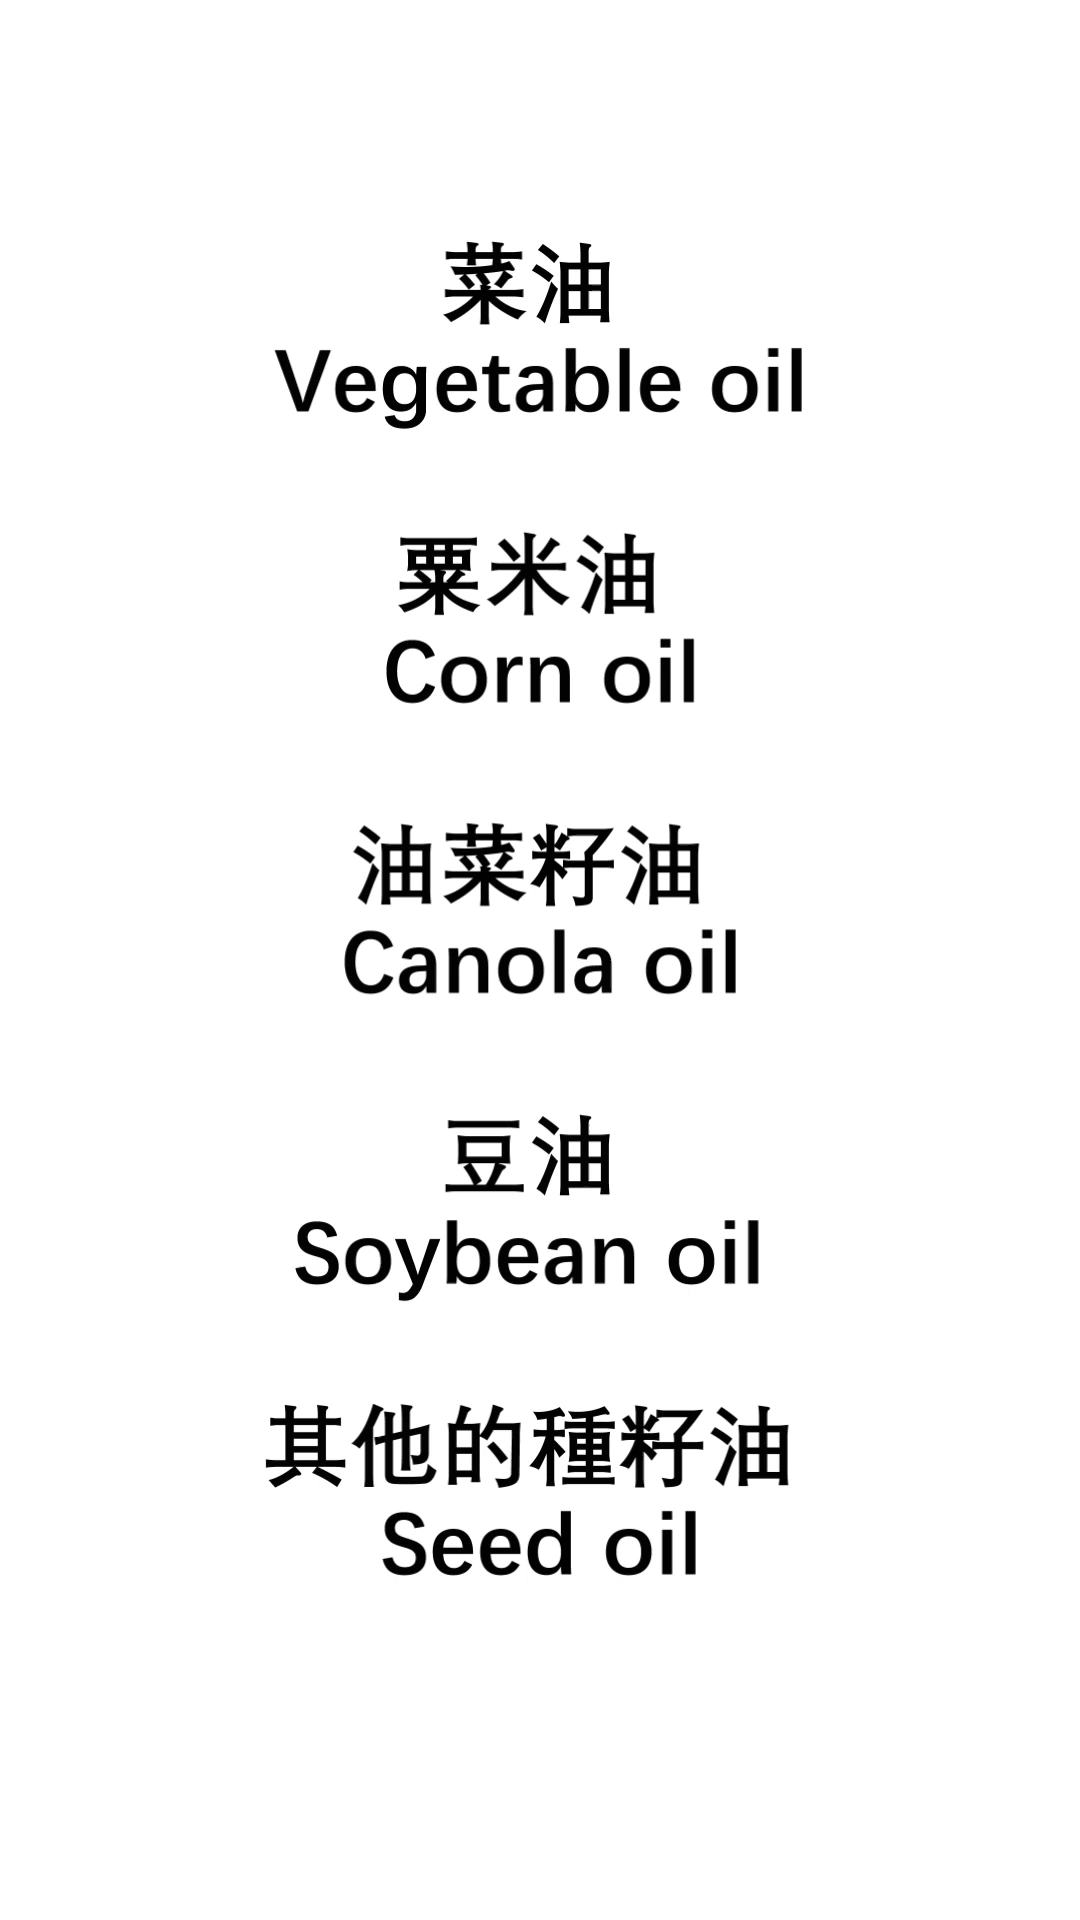 菜油
Vegetable oil
粟米油
Corn oil
油菜籽油
Canola oil
豆油
Soybean oil
其他的種籽油
Seed oil